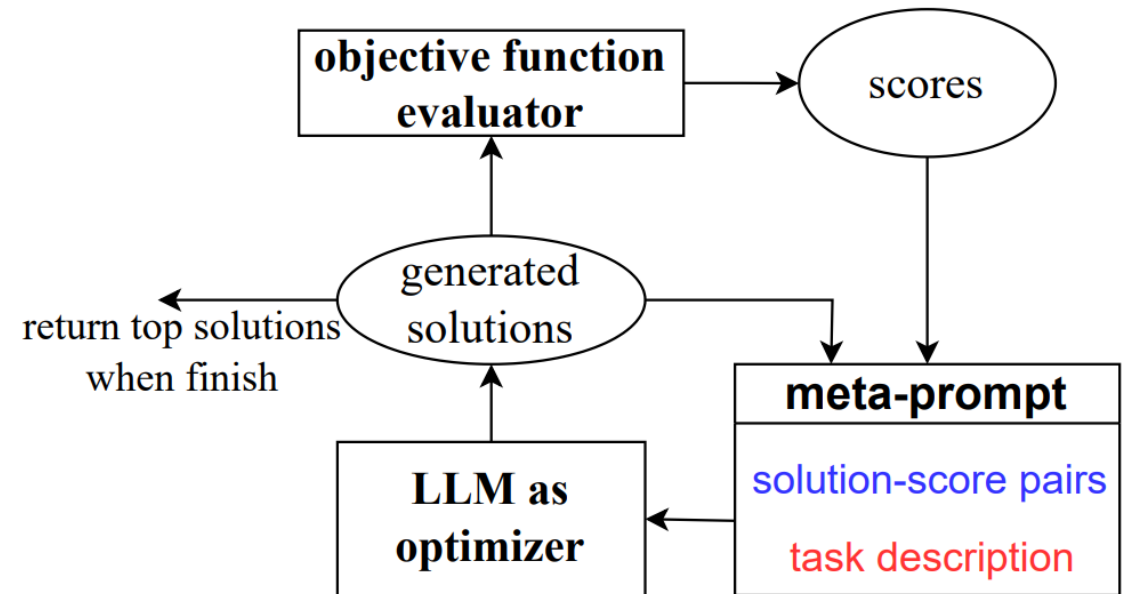 objective function
evaluator
scores
generated
solutions
return top solutions
when finish
meta-prompt
solution-score pairs
task description
LLM as
optimizer